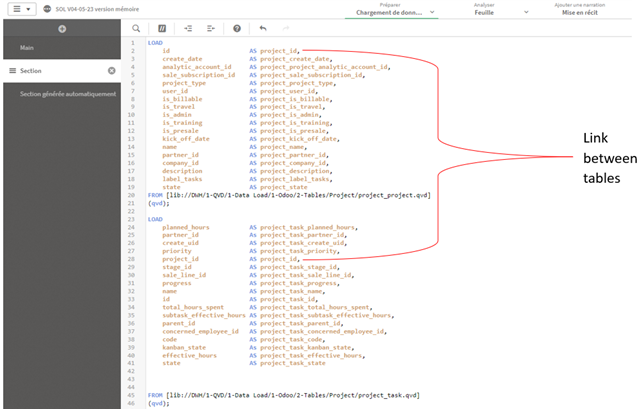 SOL V04-05-23 version mémoire
Préparer
Chargement de donn...
Analyser
Feuille
Ajouter une narration
Mise en récit
Main
Section
Section générée automatiquement
1 LOAD
2 id AS project_id,
3 create_date AS project_create_date,
4 analytic_account_id AS project_project_analytic_account_id,
5 sale_subscription_id AS project_sale_subscription_id,
6 project_type AS project_project_type,
7 user_id AS project_user_id,
8 is_billable AS project_is_billable,
9 is_travel AS project_is_travel,
10 is_admin AS project_is_admin,
11 is_training AS project_is_training,
12 is_presale AS project_is_presale,
13 kick_off_date AS project_kick_off_date,
14 name AS project_name,
15 partner_id AS project_partner_id,
16 company_id AS project_company_id,
17 description AS project_description,
18 label_tasks AS project_label_tasks,
19 state AS project_state
20 FROM [lib://DWH/1-QVD/1-Data Load/1-Odoo/2-Tables/Project/project_project.qvd]
21 (qvd);
22
23 LOAD
24 planned_hours AS project_task_planned_hours,
25 partner_id AS project_task_partner_id,
26 create_uid AS project_task_create_uid,
27 priority AS project_task_priority,
28 project_id AS project_id,
29 stage_id AS project_task_stage_id,
30 sale_line_id AS project_task_sale_line_id,
31 progress AS project_task_progress,
32 name AS project_task_name,
33 id AS project_task_id,
34 total_hours_spent AS project_task_total_hours_spent,
35 subtask_effective_hours AS project_task_subtask_effective_hours,
36 parent_id AS project_task_parent_id,
37 concerned_employee_id AS project_task_concerned_employee_id,
38 code AS project_task_code,
39 kanban_state AS project_task_kanban_state,
40 effective_hours AS project_task_effective_hours,
41 state AS project_task_state
42
43
44
45 FROM [lib://DWH/1-QVD/1-Data Load/1-Odoo/2-Tables/Project/project_task.qvd]
46 (qvd);
Link
between
tables